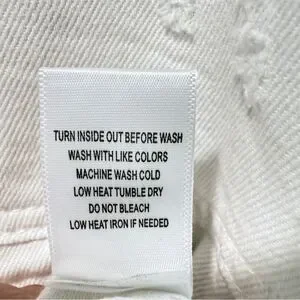 TURN INSIDE OUT BEFORE WASH
WASH WITH LIKE COLORS
MACHINE WASH COLD
LOW HEAT TUMBLE DRY
DO NOT BLEACH
LOW HEAT IRON IF NEEDED